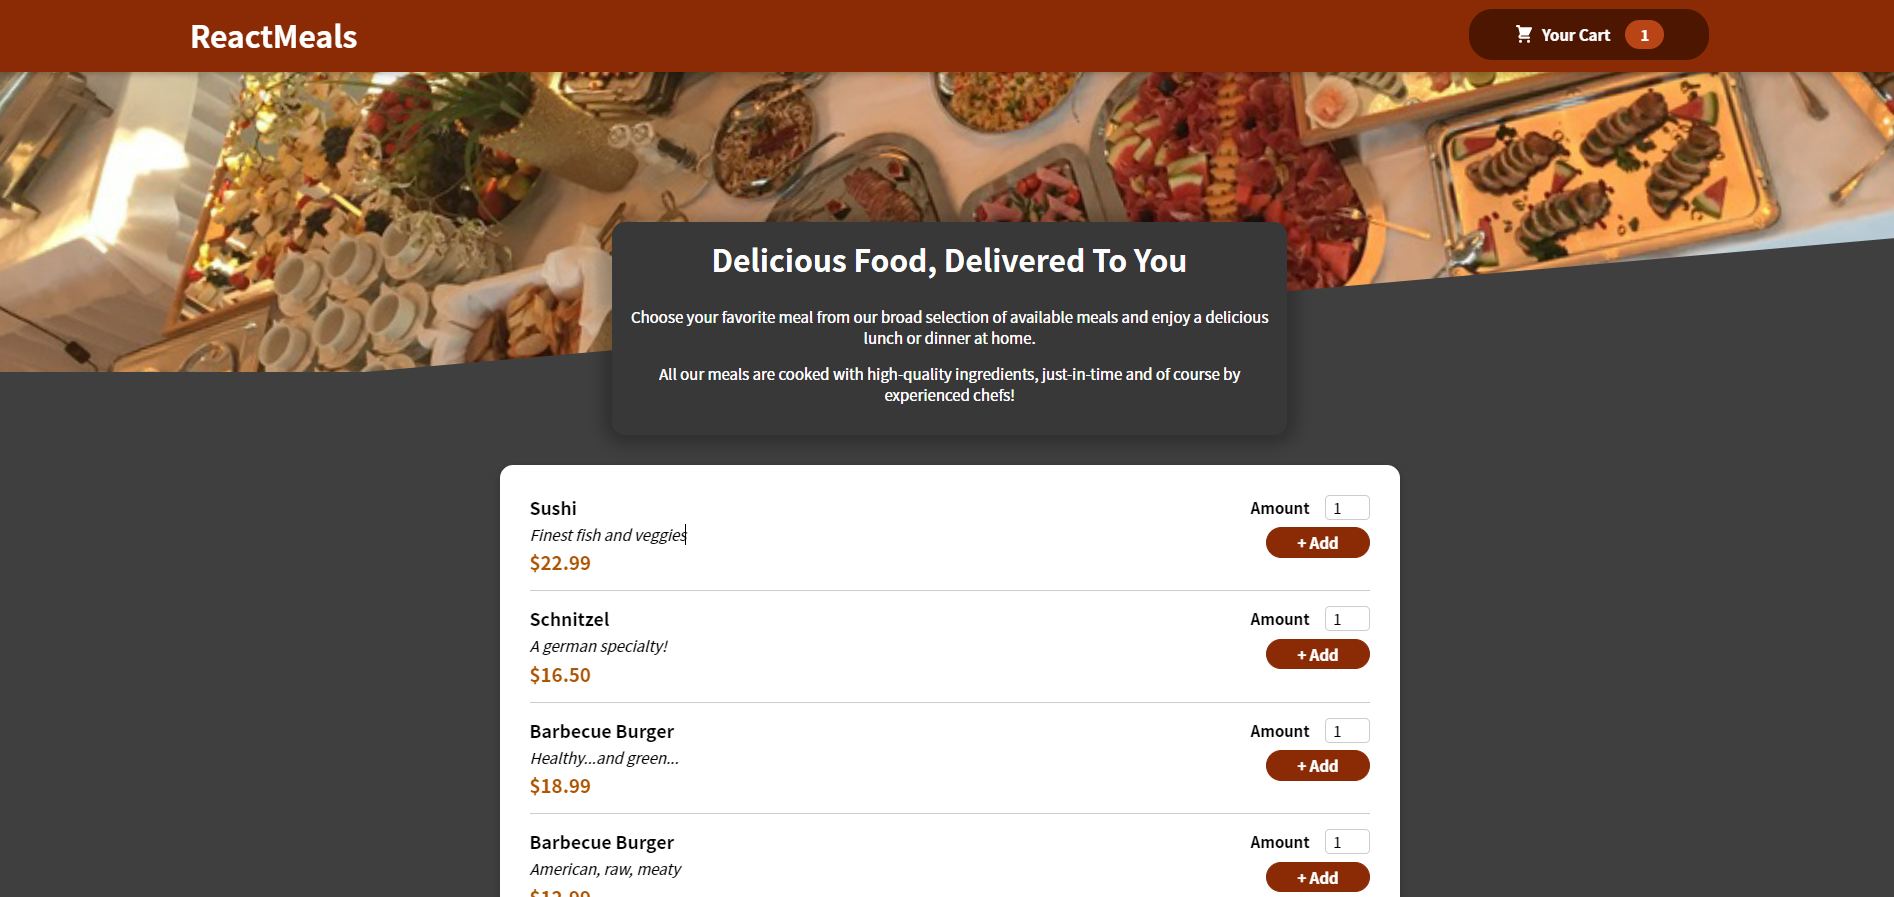 ReactMeals
Your Cart 1
Delicious Food, Delivered To You
Choose your favorite meal from our broad selection of available meals and enjoy a delicious
lunch or dinner at home.
All our meals are cooked with high-quality ingredients, just-in-time and of course by
experienced chefs!
Sushi
Amount 1
Finest fish and veggies
+ Add
$22.99
Schnitzel
Amount 1
A german specialty!
+ Add
$16.50
Barbecue Burger
Amount 1
Healthy...and green...
+ Add
$18.99
Barbecue Burger
Amount 1
American, raw, meaty
+ Add